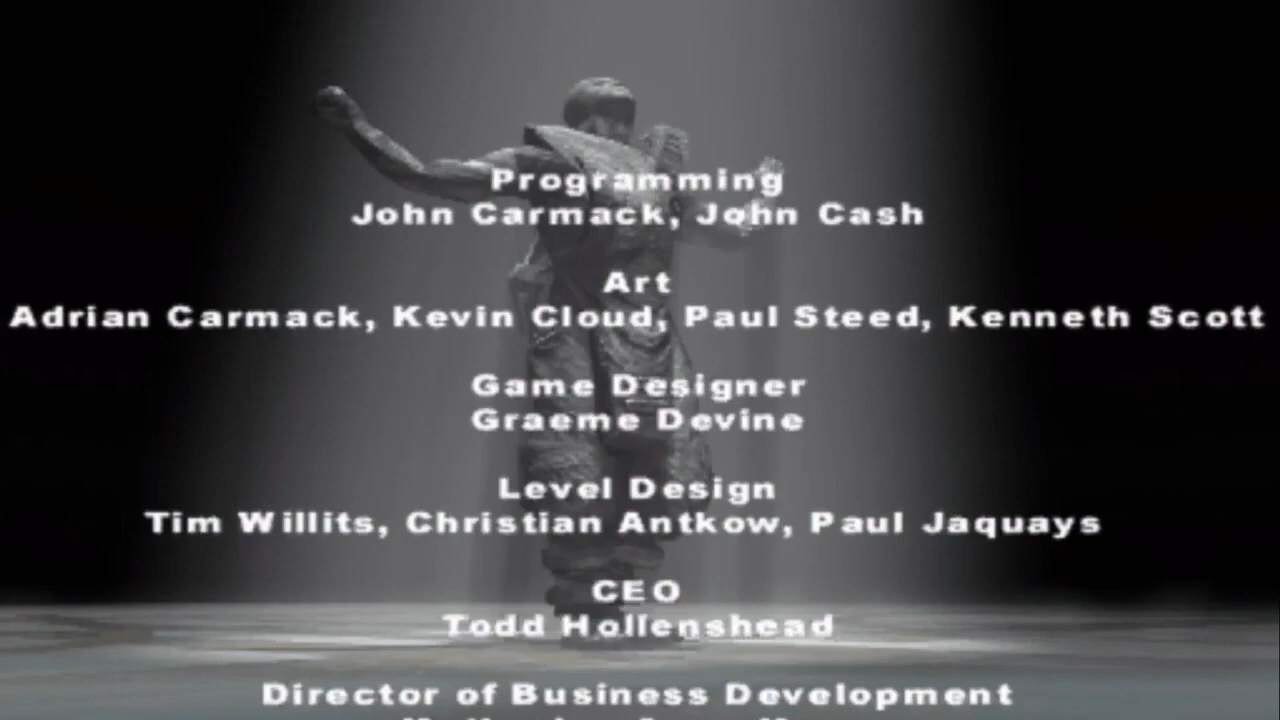 Programming
John Carmack, John Cash
Art
Adrian Carmack, Kevin Cloud, Paul Steed, Kenneth Scott
Game Designer
Graeme Devine
Level Design
Tim Willits, Christian Antkow, Paul Jaquays
CEO
Todd Hollenshead
Director of Business Development